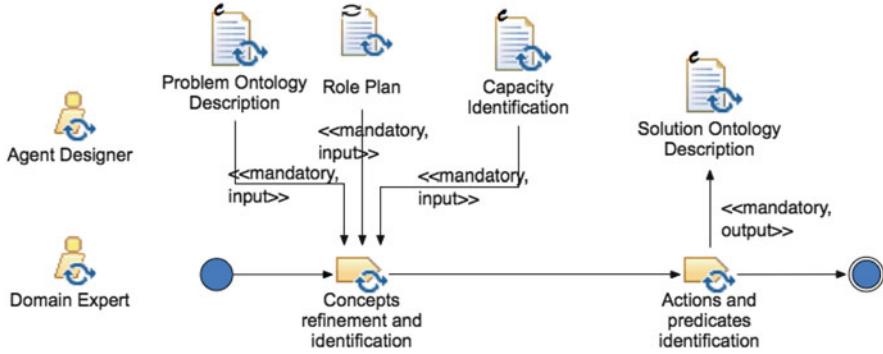 c
Problem Ontology
Description
Role Plan
c
Capacity
Identification
c
Solution Ontology
Description
Agent Designer
<<mandatory,
input>>
<<mandatory,
input>>
<<mandatory,
input>>
<<mandatory,
output>>
Domain Expert
Concepts
refinement and
identification
Actions and
predicates
identification